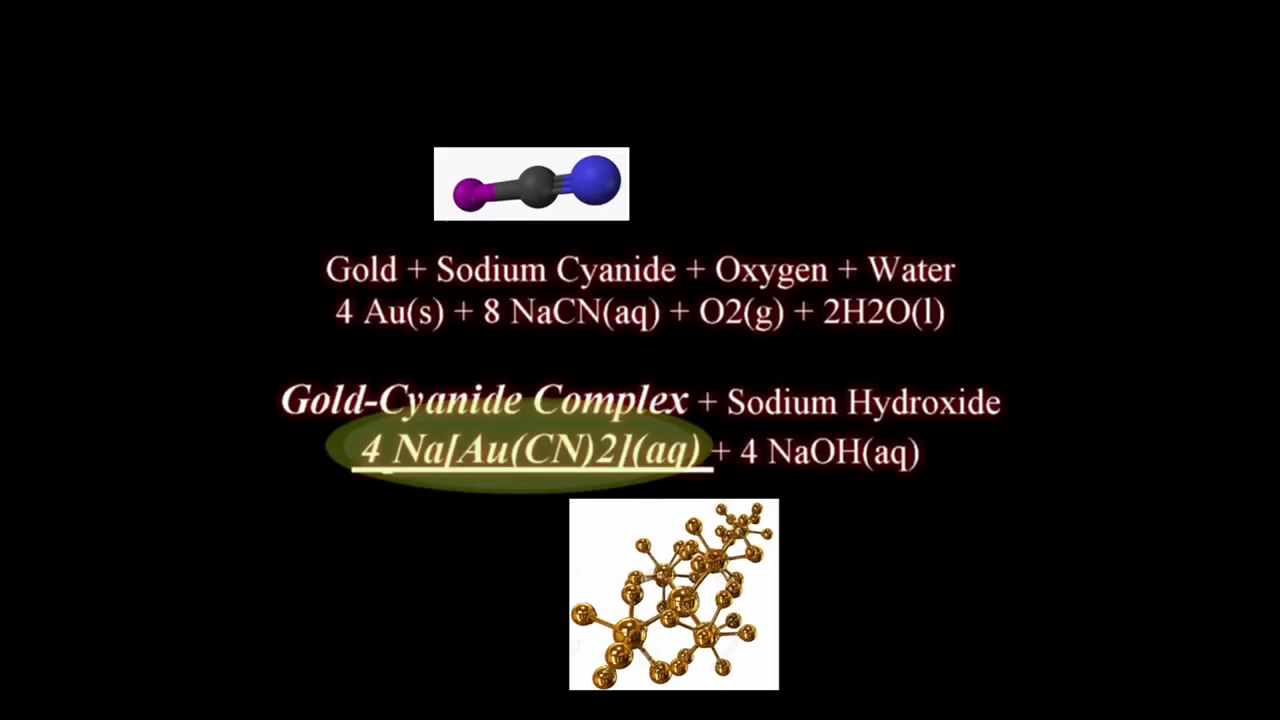 Gold + Sodium Cyanide + Oxygen + Water
4 Au(s) + 8 NaCN(aq) + O2(g) + 2H2O(l)
Gold-Cyanide Complex + Sodium Hydroxide
4 Na[Au(CN)2](aq) + 4 NaOH(aq)